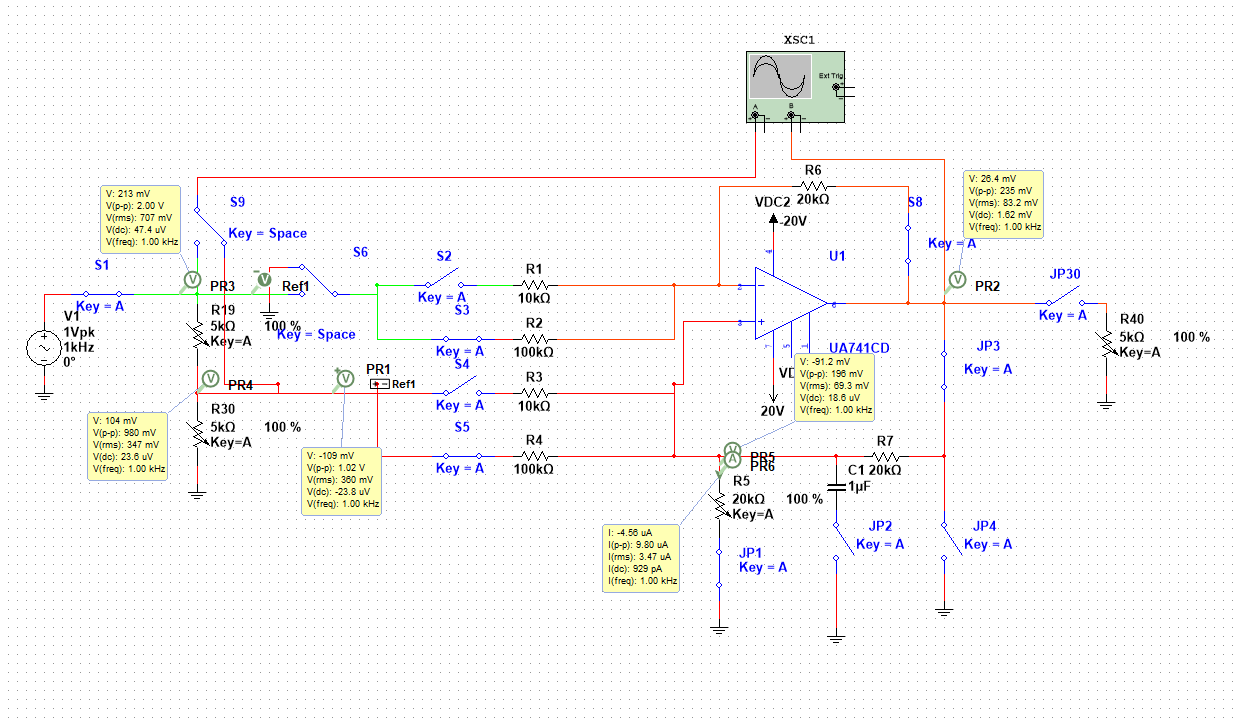 XSC1
Ext Trig
+
-
A
B
+
-
+
-
V: 213 mV
V(p-p): 2.00 V
V(rms): 707 mV
V(dc): 47.4 uV
V(freq): 1.00 kHz
S9
Key = Space
R6
20kΩ
VDC2
-20V
S8
Key = A
V: 26.4 mV
V(p-p): 235 mV
V(rms): 83.2 mV
V(dc): 1.62 mV
V(freq): 1.00 kHz
S1
Key = A
V
PR3
V
Ref1
S6
Key = Space
S2
Key = A
R1
10kΩ
S3
Key = A
R2
100kΩ
4
2
3
6
7
5
1
U1
UA741CD
V
PR2
JP30
Key = A
R40
5kΩ
Key=A
100 %
V1
1Vpk
1kHz
0°
R19
5kΩ
Key=A
100 %
V
PR4
V
PR1
Ref1
S4
Key = A
R3
10kΩ
VD
20V
V: -91.2 mV
V(p-p): 196 mV
V(rms): 69.3 mV
V(dc): 18.6 uV
V(freq): 1.00 kHz
JP3
Key = A
R30
5kΩ
Key=A
100 %
V: 104 mV
V(p-p): 980 mV
V(rms): 347 mV
V(dc): 23.6 uV
V(freq): 1.00 kHz
V: -109 mV
V(p-p): 1.02 V
V(rms): 360 mV
V(dc): -23.8 uV
V(freq): 1.00 kHz
S5
Key = A
R4
100kΩ
V
A
PR5
PR6
R5
20kΩ
Key=A
100 %
C1
1µF
R7
20kΩ
I: -4.56 uA
I(p-p): 9.80 uA
I(rms): 3.47 uA
I(dc): 929 pA
I(freq): 1.00 kHz
JP1
Key = A
JP2
Key = A
JP4
Key = A